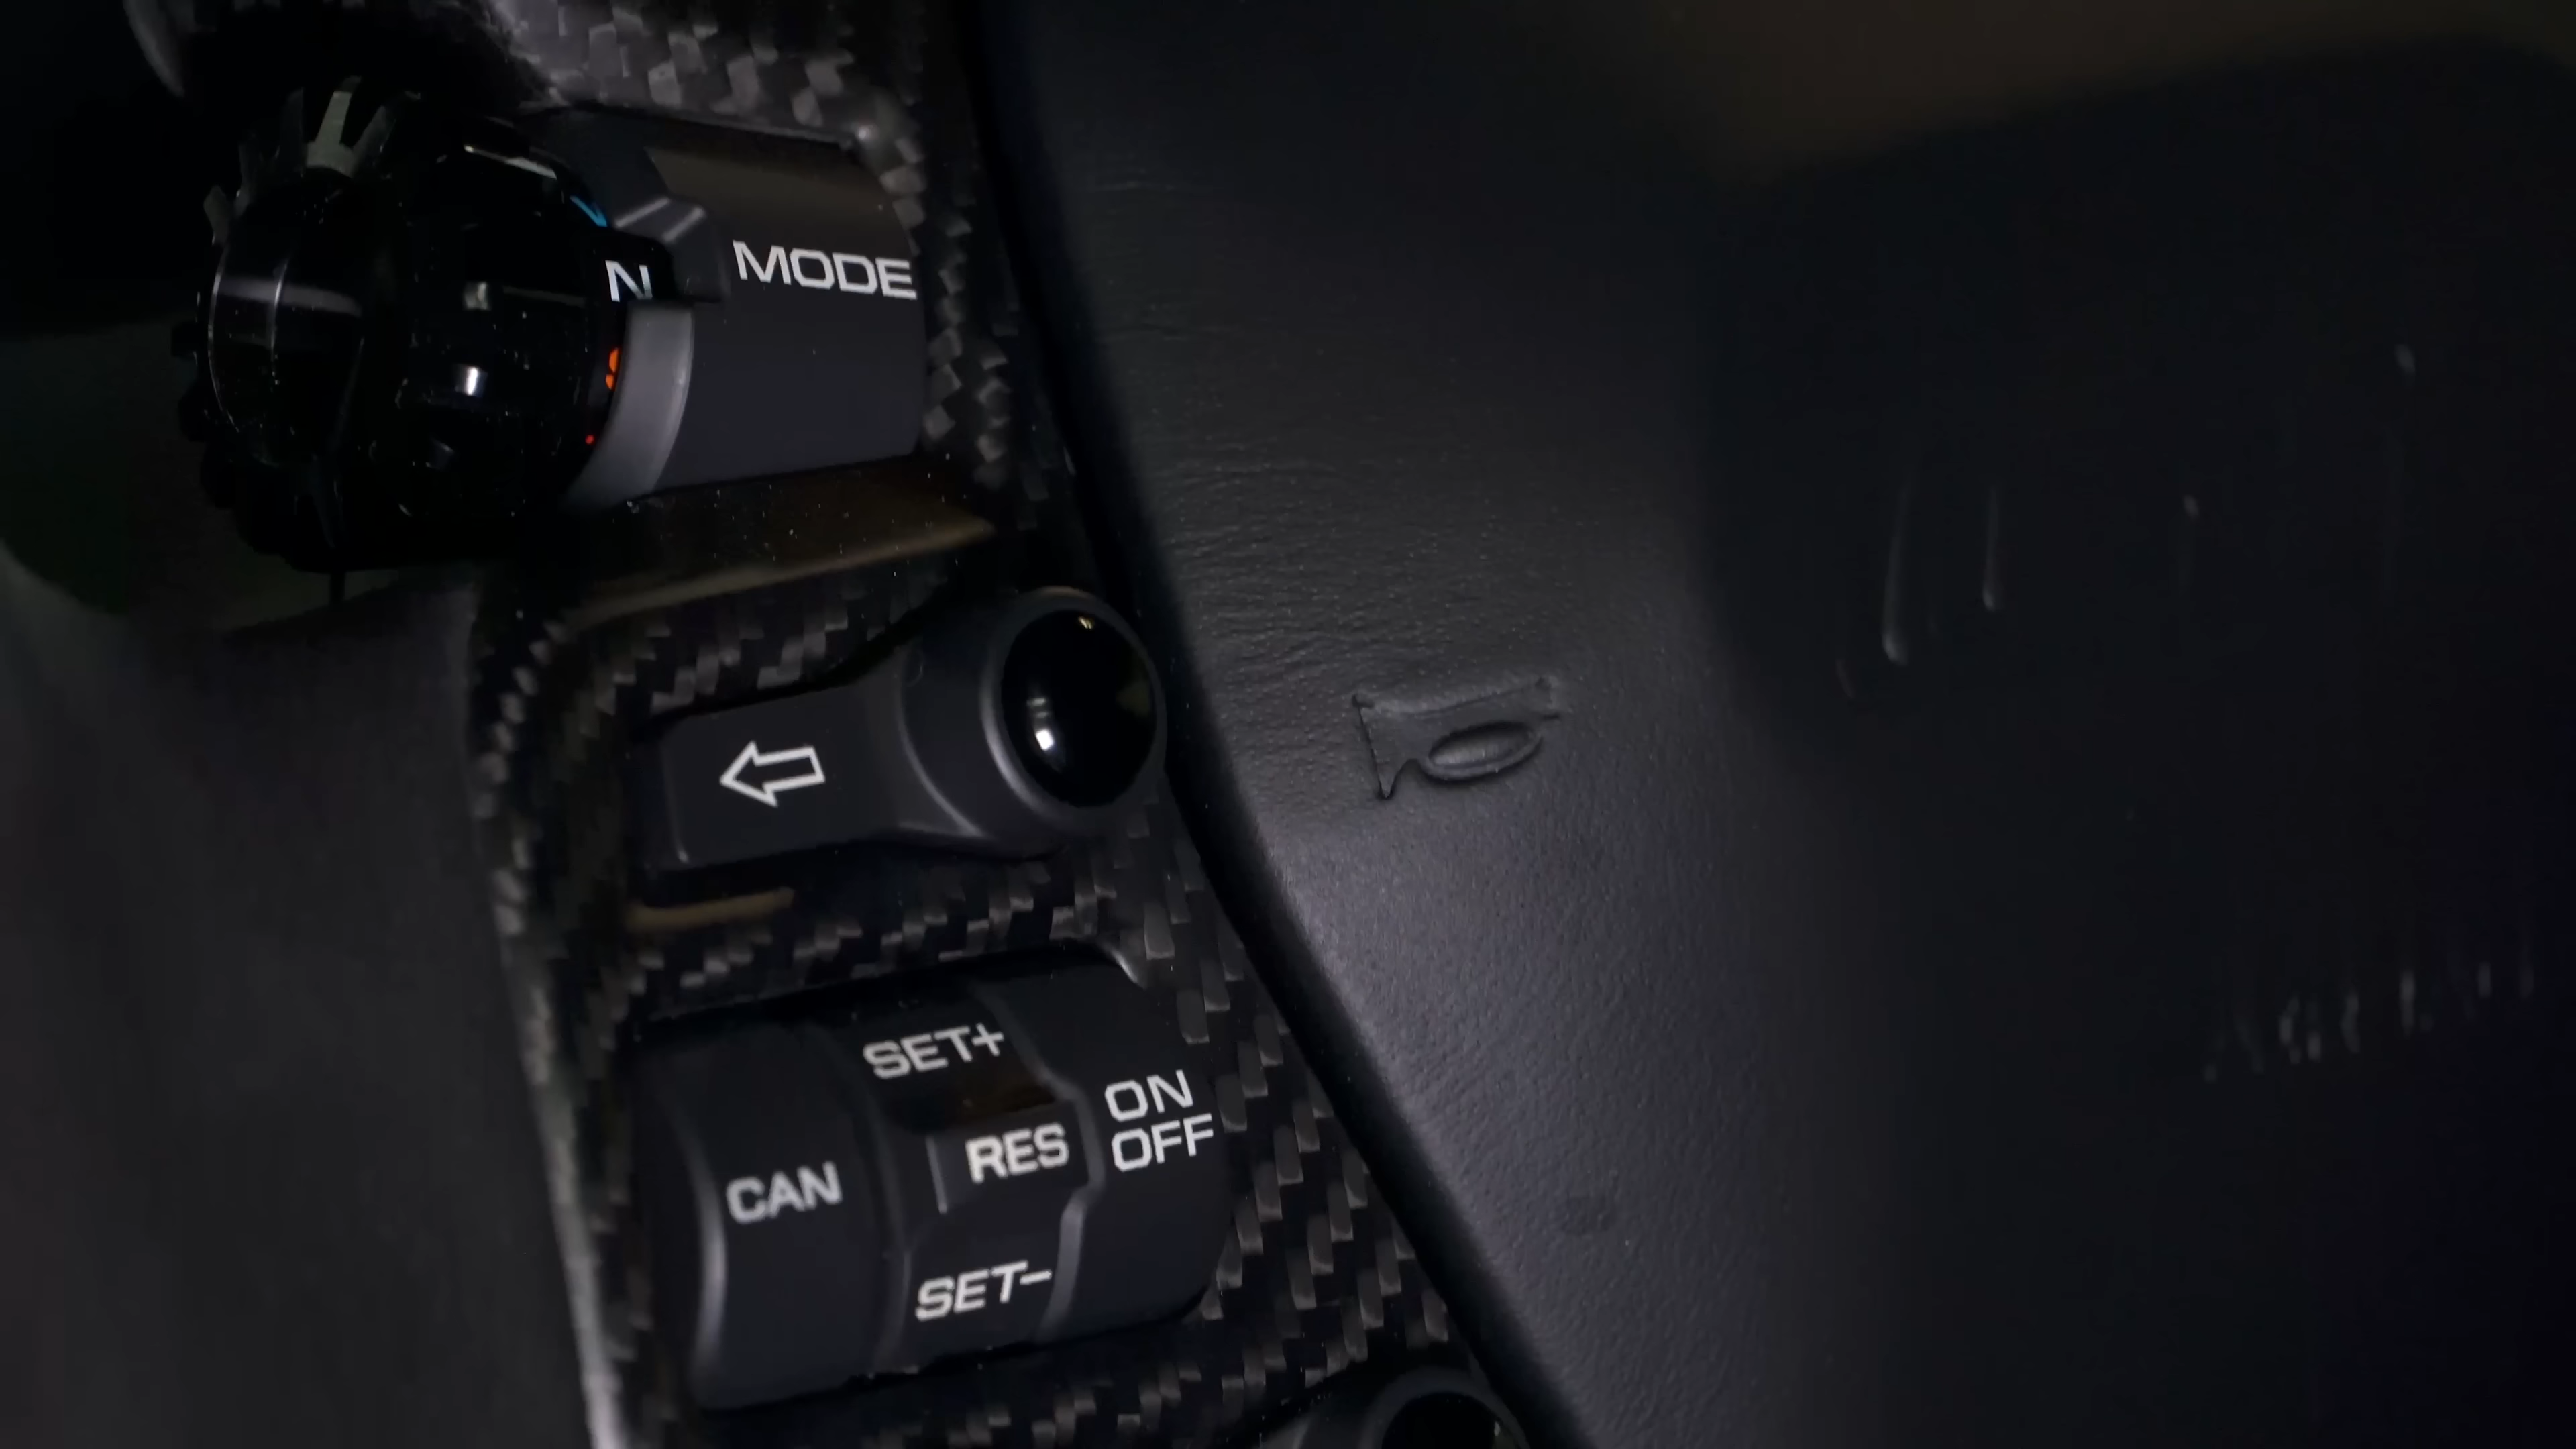 N
MODE
SET+
ON
OFF
RES
CAN
SET−